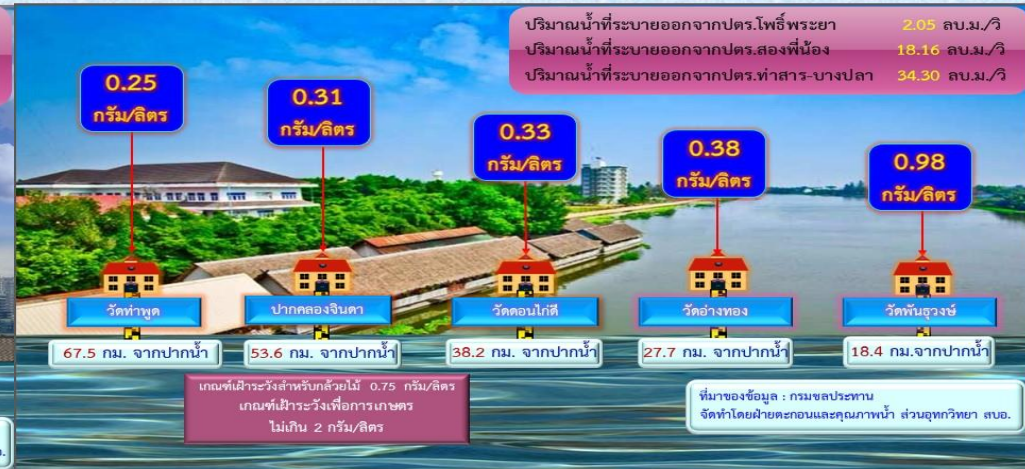 ปริมาณน้ำที่ระบายออกจากปตร.โพธิ์พระยา 2.05 ลบ.ม./วิ
ปริมาณน้ำที่ระบายออกจากปตร.สองพี่น้อง 18.16 ลบ.ม./วิ
ปริมาณน้ำที่ระบายออกจากปตร.ท่าสาร-บางปลา 34.30 ลบ.ม./วิ
0.25
กรัม/ลิตร
0.31
กรัม/ลิตร
0.33
กรัม/ลิตร
0.38
กรัม/ลิตร
0.98
กรัม/ลิตร
วัดท่าพูด
ปากคลองจินดา
วัดดอนไก่ดี
วัดอ่างทอง
วัดพันธุวงษ์
67.5 กม. จากปากน้ำ
53.6 กม. จากปากน้ำ
38.2 กม. จากปากน้ำ
27.7 กม. จากปากน้ำ
18.4 กม.จากปากน้ำ
เกณฑ์เฝ้าระวังสำหรับกล้วยไม้ 0.75 กรัม/ลิตร
เกณฑ์เฝ้าระวังเพื่อการเกษตร
ไม่เกิน 2 กรัม/ลิตร
ที่มาของข้อมูล : กรมชลประทาน
จัดทำโดยฝ่ายตะกอนและคุณภาพน้ำ ส่วนอุทกวิทยา สบอ.